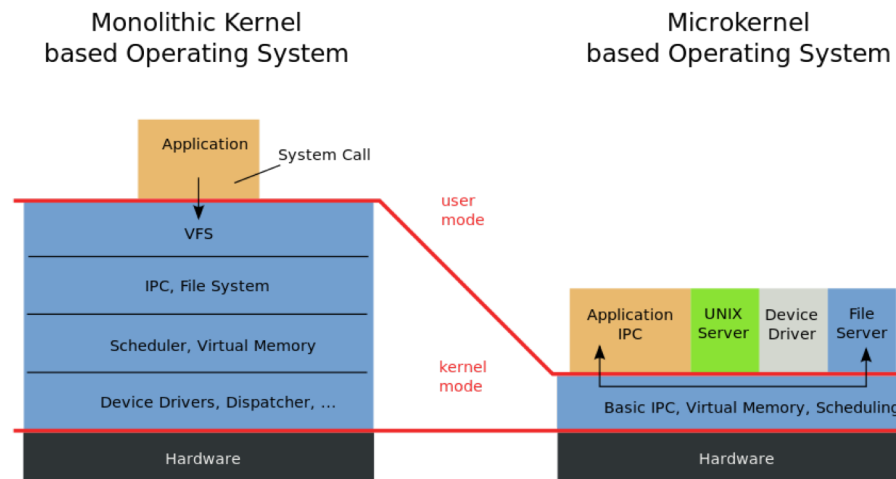 Monolithic Kernel
based Operating System
Microkernel
based Operating System
Application
System Call
VFS
IPC, File System
Scheduler, Virtual Memory
Device Drivers, Dispatcher, ...
Hardware
user
mode
kernel
mode
Application
IPC
UNIX
Server
Device
Driver
File
Server
Basic IPC, Virtual Memory, Scheduling
Hardware